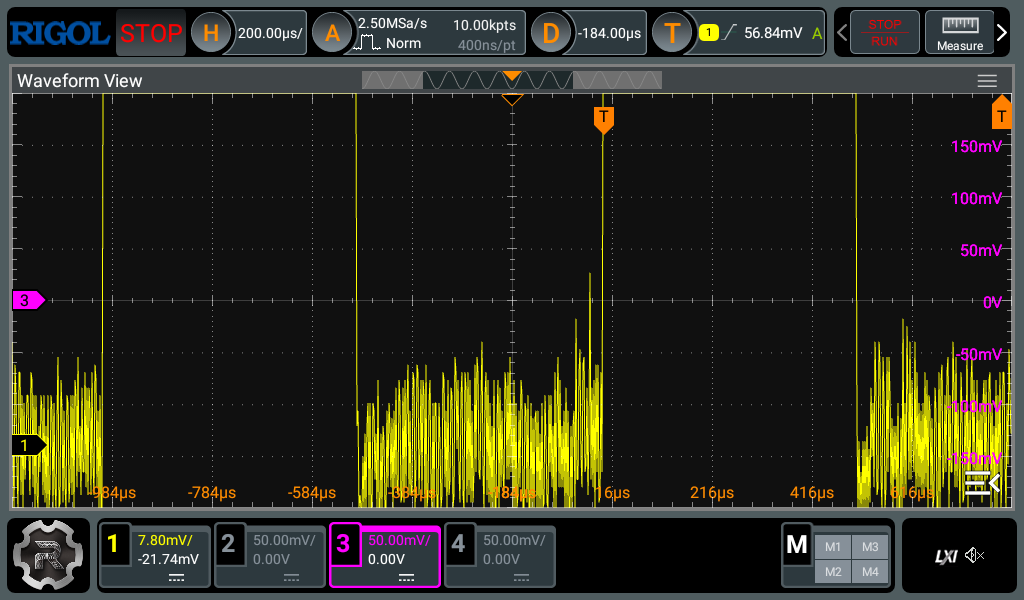 RIGOL STOP H 200.00μs/ A 2.50MSa/s 10.00kpts D -184.00μs T 1 56.84mV A STOP
Norm 400ns/pt RUN Measure
Waveform View
T T
150mV
100mV
50mV
3 0V
-50mV
-100mV
1
-150mV
-984μs -784μs -584μs -384μs -184μs 16μs 216μs 416μs 616μs
1 7.80mV/ 2 50.00mV/ 3 50.00mV/ 4 50.00mV/ M M1 M3
-21.74mV 0.00V 0.00V 0.00V M2 M4
R LXI